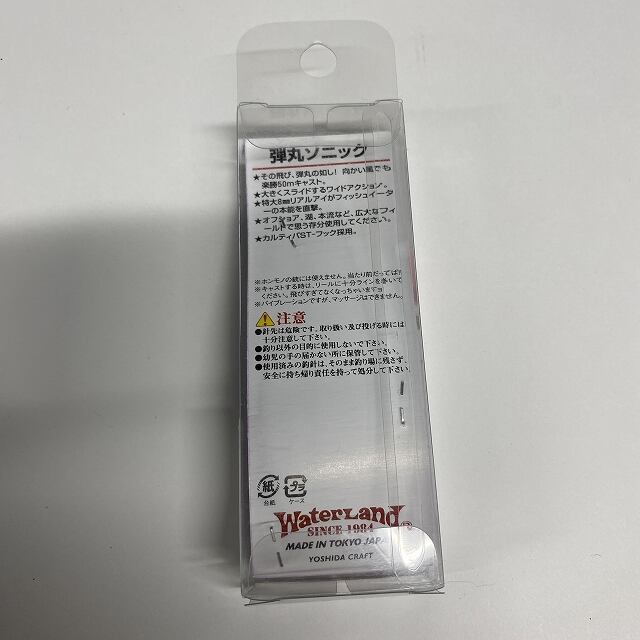 弾丸ソニック
★その飛び、弾丸の如し！ 向かい風でも
楽勝50mキャスト。
★大きくスライドするワイドアクション。
★特大8㎜リアルアイがフィッシュイータ
ーの本能を直撃。
★オフショア、湖、本流など、広大なフィ
ールドで思う存分使用してください。
★カルティバST-フック採用。
※ホンモノの銃には使えません。当たり前だってば!!
※キャストする時は、リールに十分ラインを巻いて
ください。飛びすぎてなくなっちゃいますヨ
※バイブレーションですが、マッサージはできません。
注意
●針先は危険です。取り扱い及び投げる時には
十分注意して下さい。
●釣り以外の目的に使用しないで下さい。
●幼児の手の届かない所に保管して下さい。
●使用済みの釣針は、そのまま釣り場に残さず、
安全に持ち帰り責任を持って処分して下さい。
紙 プラ
台紙 ケース
WaterLand®
SINCE 1984
MADE IN TOKYO JAPA
YOSHIDA CRAFT